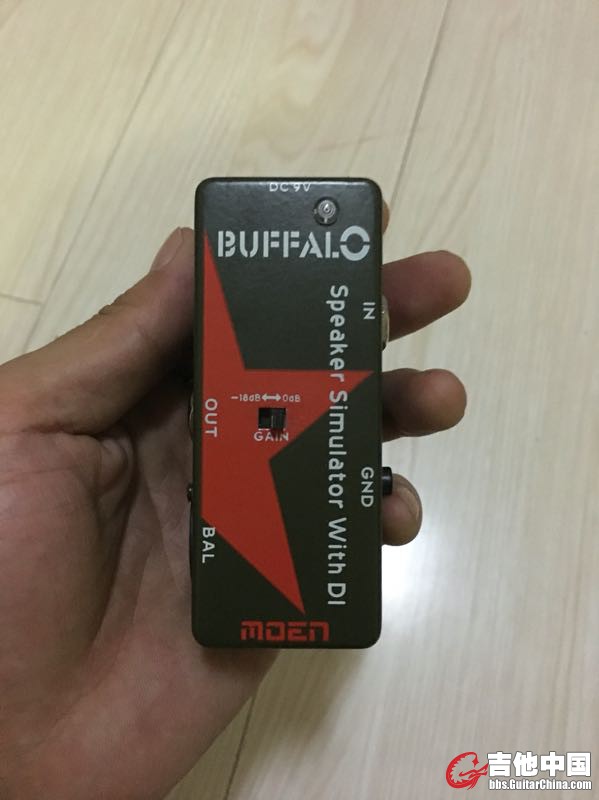 DC 9V
BUFFALO
IN
Speaker Simulator With DI
-18dB↔0dB
GAIN
OUT
GND
BAL
MOEN
吉他中国
bbs.GuitarChina.com